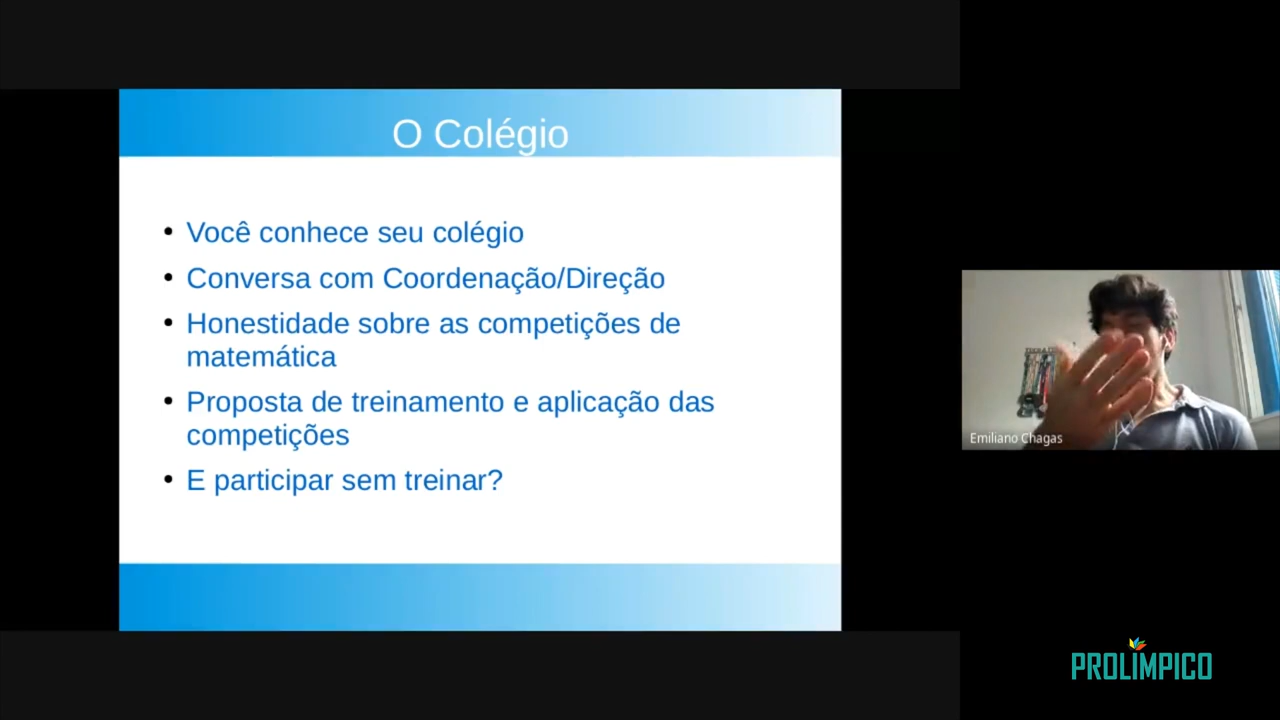 O Colégio
Você conhece seu colégio
Conversa com Coordenação/Direção
Honestidade sobre as competições de
matemática
Proposta de treinamento e aplicação das
competições
E participar sem treinar?
Emiliano Chagas
PROLIMPICO